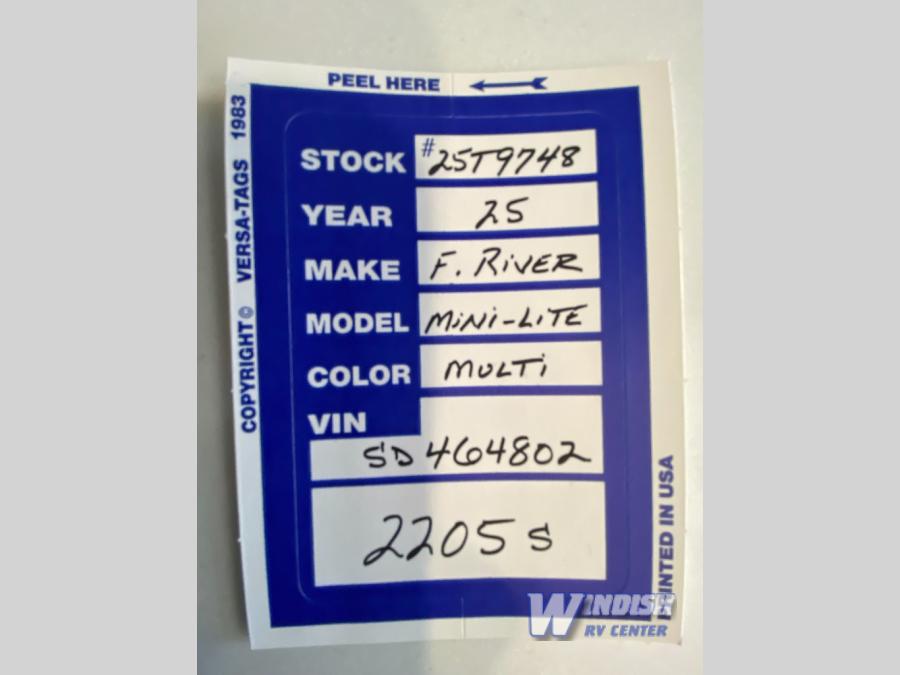 PEEL HERE
COPYRIGHT © VERSA-TAGS 1983
STOCK #25T9748
YEAR 25
MAKE F. RiVER
MODEL MiNi-LiTE
COLOR MULTi
VIN
SD464802
2205S
PRINTED IN USA
WINDISH
RV CENTER